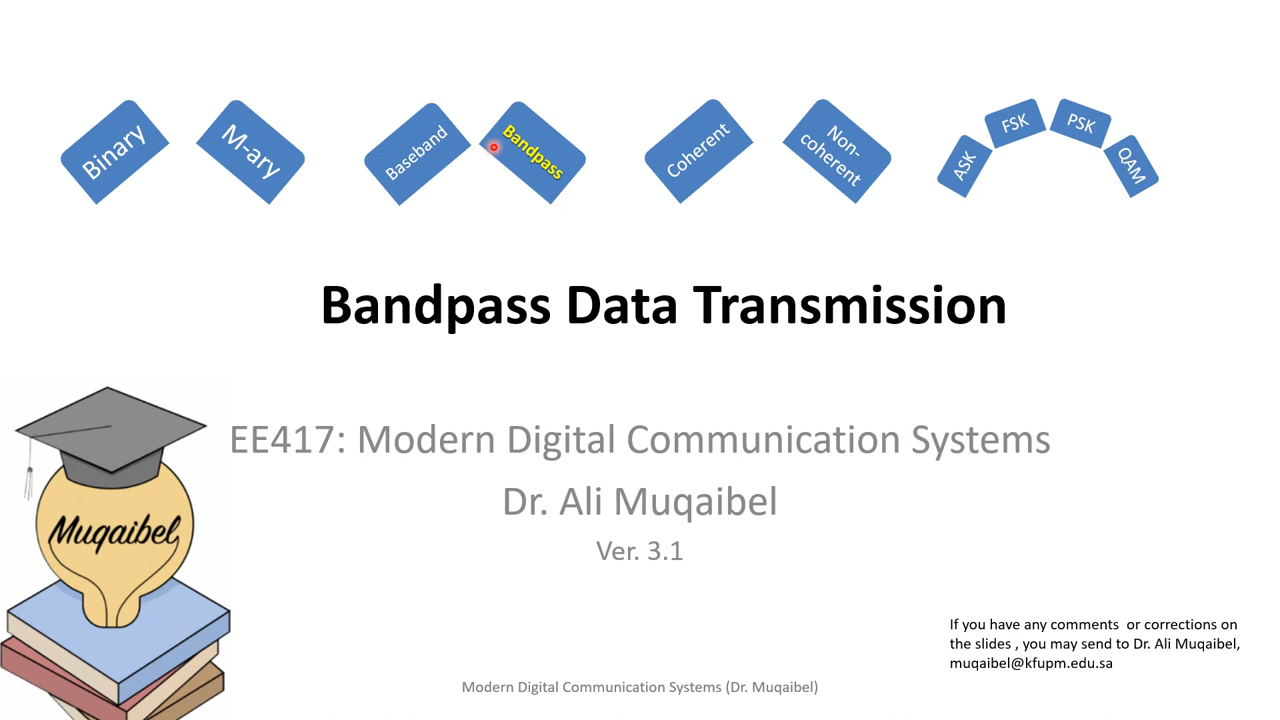 Binary
M-ary
Baseband
Bandpass
Coherent
Non-
coherent
ASK
FSK
PSK
QAM
Bandpass Data Transmission
EE417: Modern Digital Communication Systems
Dr. Ali Muqaibel
Ver. 3.1
Muqaibel
If you have any comments  or corrections on
the slides , you may send to Dr. Ali Muqaibel,
muqaibel@kfupm.edu.sa
Modern Digital Communication Systems (Dr. Muqaibel)